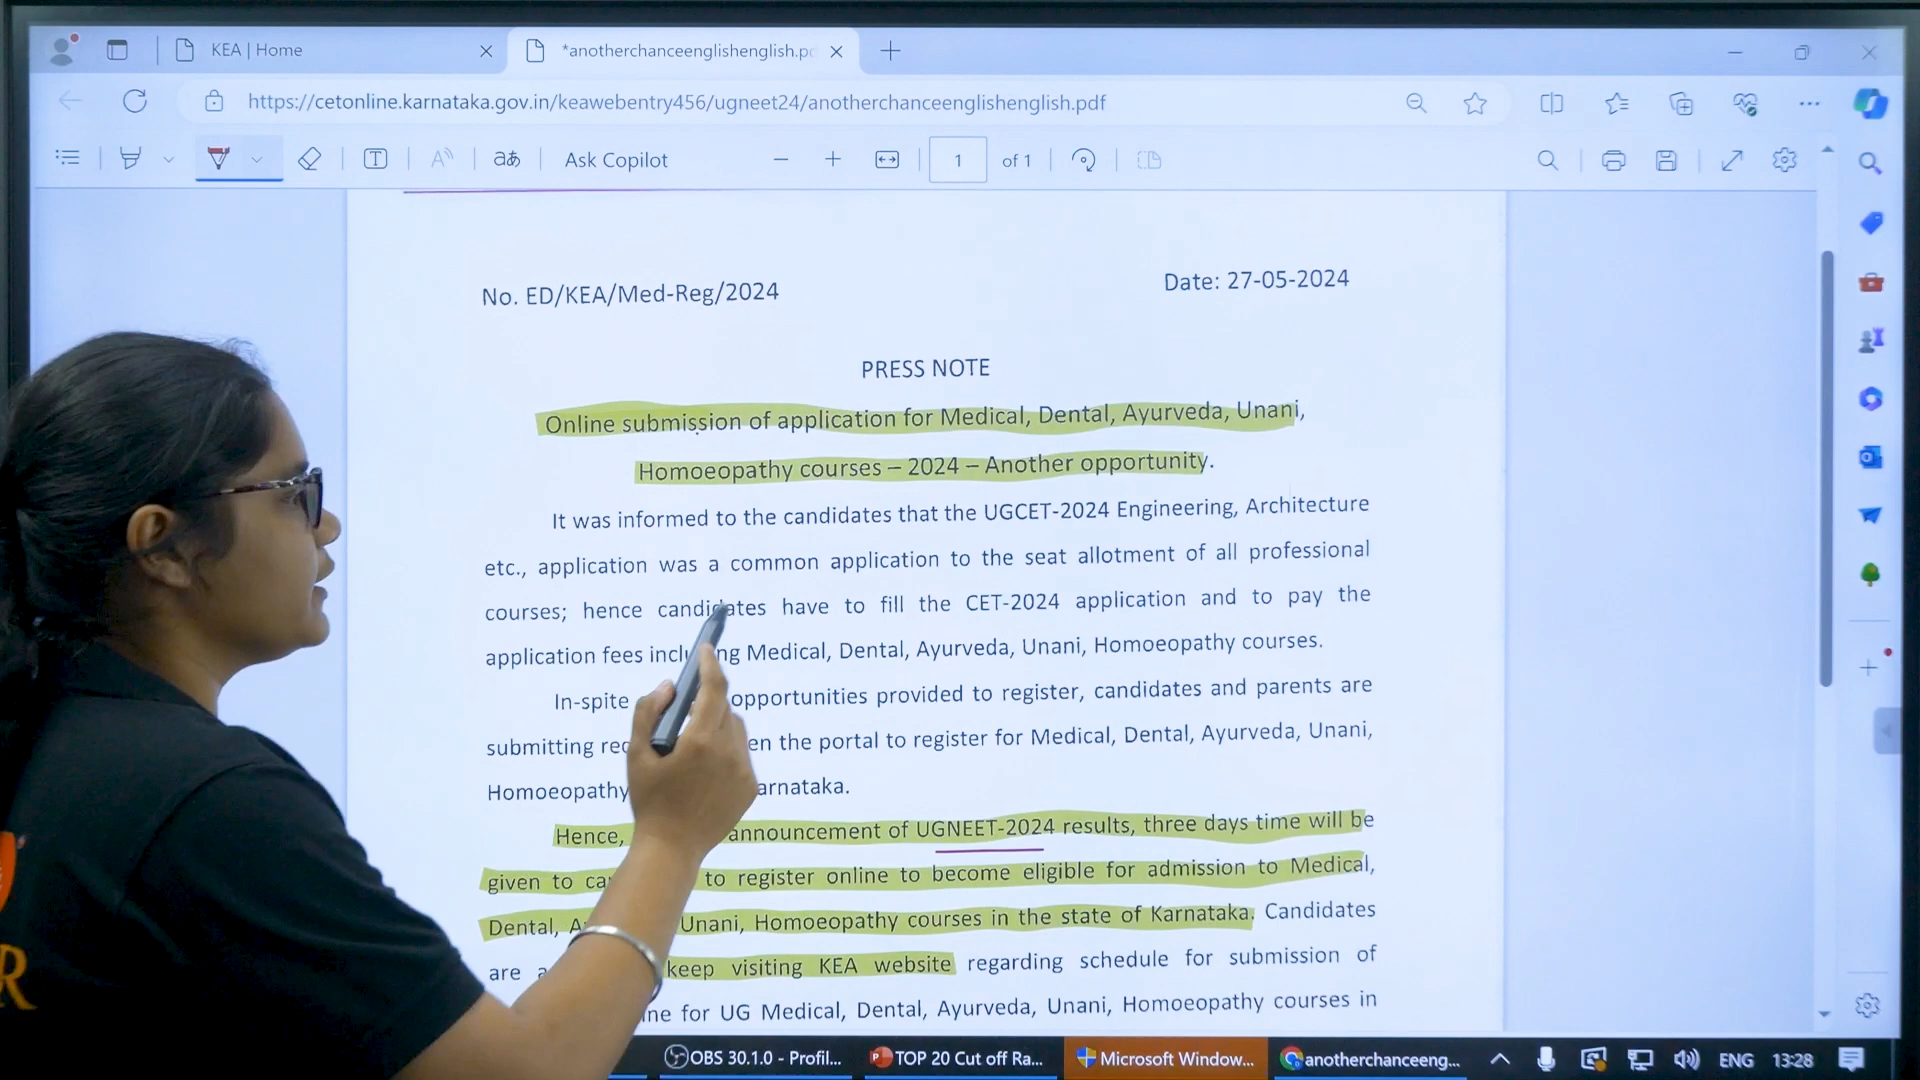 KEA | Home
*anotherchanceenglishenglish.pd
https://cetonline.karnataka.gov.in/keawebentry456/ugneet24/anotherchanceenglishenglish.pdf
Ask Copilot
1 of 1
No. ED/KEA/Med-Reg/2024
Date: 27-05-2024
PRESS NOTE
Online submission of application for Medical, Dental, Ayurveda, Unani,
Homoeopathy courses – 2024 – Another opportunity.
It was informed to the candidates that the UGCET-2024 Engineering, Architecture
etc., application was a common application to the seat allotment of all professional
courses; hence candidates have to fill the CET-2024 application and to pay the
application fees including Medical, Dental, Ayurveda, Unani, Homoeopathy courses.
In-spite opportunities provided to register, candidates and parents are
submitting the portal to register for Medical, Dental, Ayurveda, Unani,
Homoeopathy
Hence, announcement of UGNEET-2024 results, three days time will be
given to to register online to become eligible for admission to Medical,
Dental, Unani, Homoeopathy courses in the state of Karnataka. Candidates
are keep visiting KEA website regarding schedule for submission of
for UG Medical, Dental, Ayurveda, Unani, Homoeopathy courses in
R
OBS 30.1.0 - Profil...
TOP 20 Cut off Ra...
Microsoft Window...
anotherchanceeng...
ENG
13:28